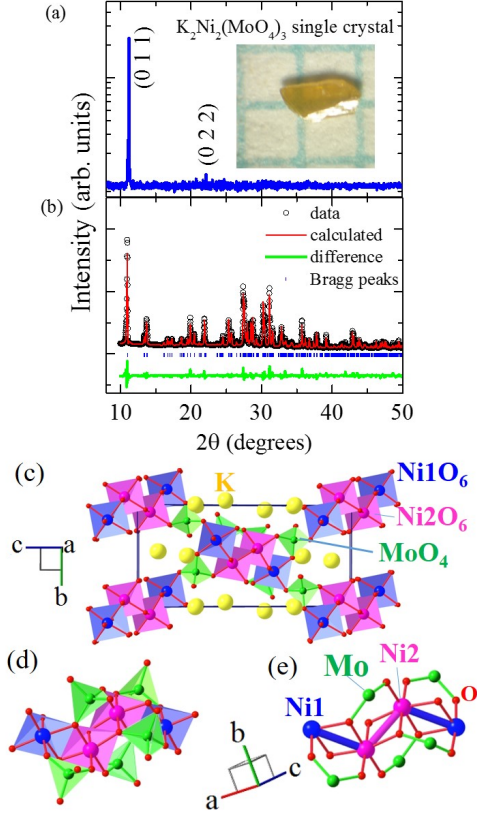 (a)
K₂Ni₂(MoO₄)₃ single crystal
(0 1 1)
(0 2 2)
Intensity (arb. units)
(b)
data
calculated
difference
Bragg peaks
10 20 30 40 50
2θ (degrees)
(c)
K
Ni1O₆
Ni2O₆
MoO₄
c a
b
(d)
(e)
Ni2
Mo
O
Ni1
b
c
a